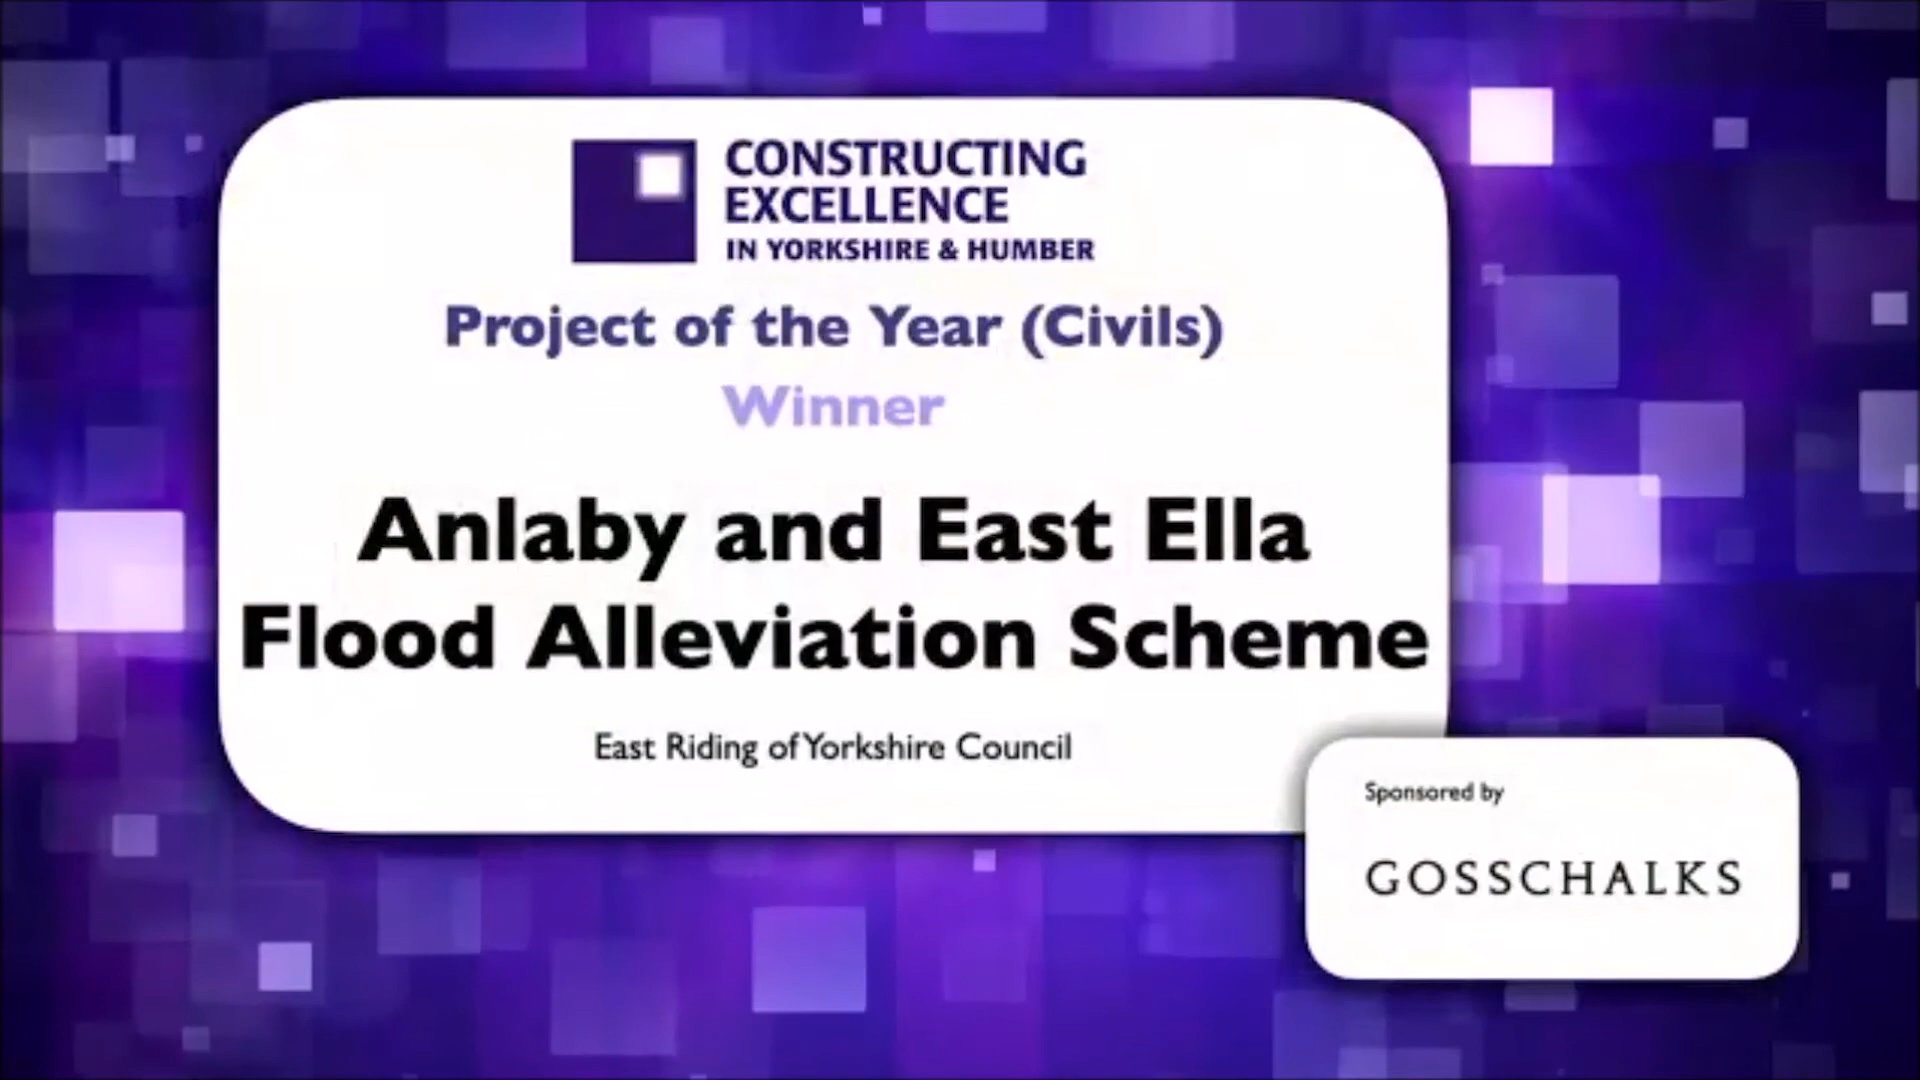 CONSTRUCTING
EXCELLENCE
IN YORKSHIRE & HUMBER
Project of the Year (Civils)
Winner
Anlaby and East Ella
Flood Alleviation Scheme
East Riding of Yorkshire Council
Sponsored by
GOSSCHALKS